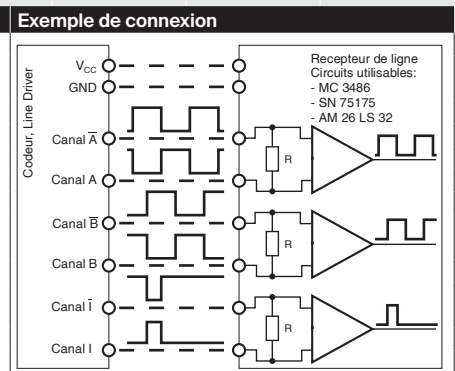 Exemple de connexion
Codeur, Line Driver
V_CC
GND
Canal A̅
Canal A
Canal B̅
Canal B
Canal I̅
Canal I
Recepteur de ligne
Circuits utilisables:
- MC 3486
- SN 75175
- AM 26 LS 32
R
R
R